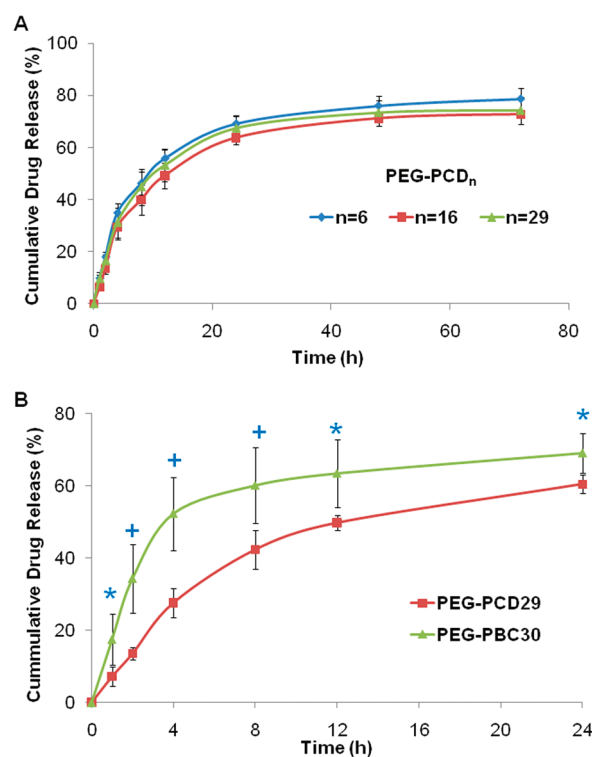 A
Cumulative Drug Release (%)
100
80
60
40
20
0
PEG-PCDn
n=6 n=16 n=29
0 20 40 60 80
Time (h)
B
Cummulative Drug Release (%)
80
60
40
20
0
* + + + * *
PEG-PCD29
PEG-PBC30
0 4 8 12 16 20 24
Time (h)